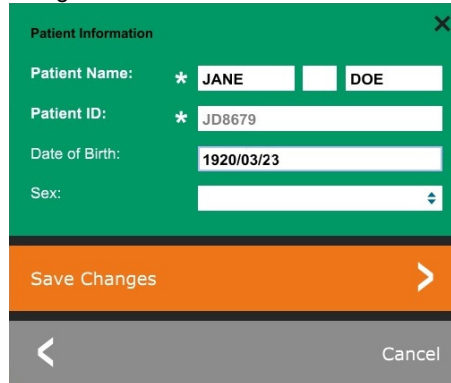 Patient Information
Patient Name: * JANE DOE
Patient ID: * JD8679
Date of Birth: 1920/03/23
Sex:
Save Changes
Cancel